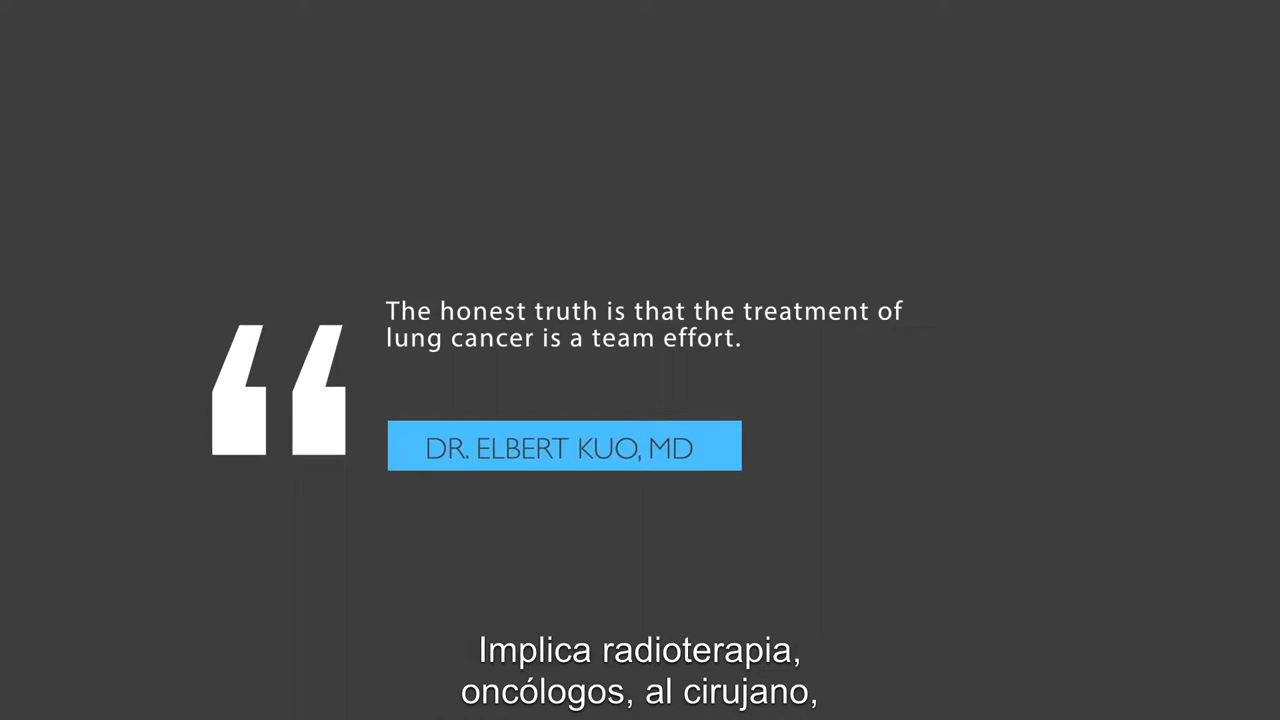 “
The honest truth is that the treatment of
lung cancer is a team effort.
DR. ELBERT KUO, MD
Implica radioterapia,
oncólogos, al cirujano,